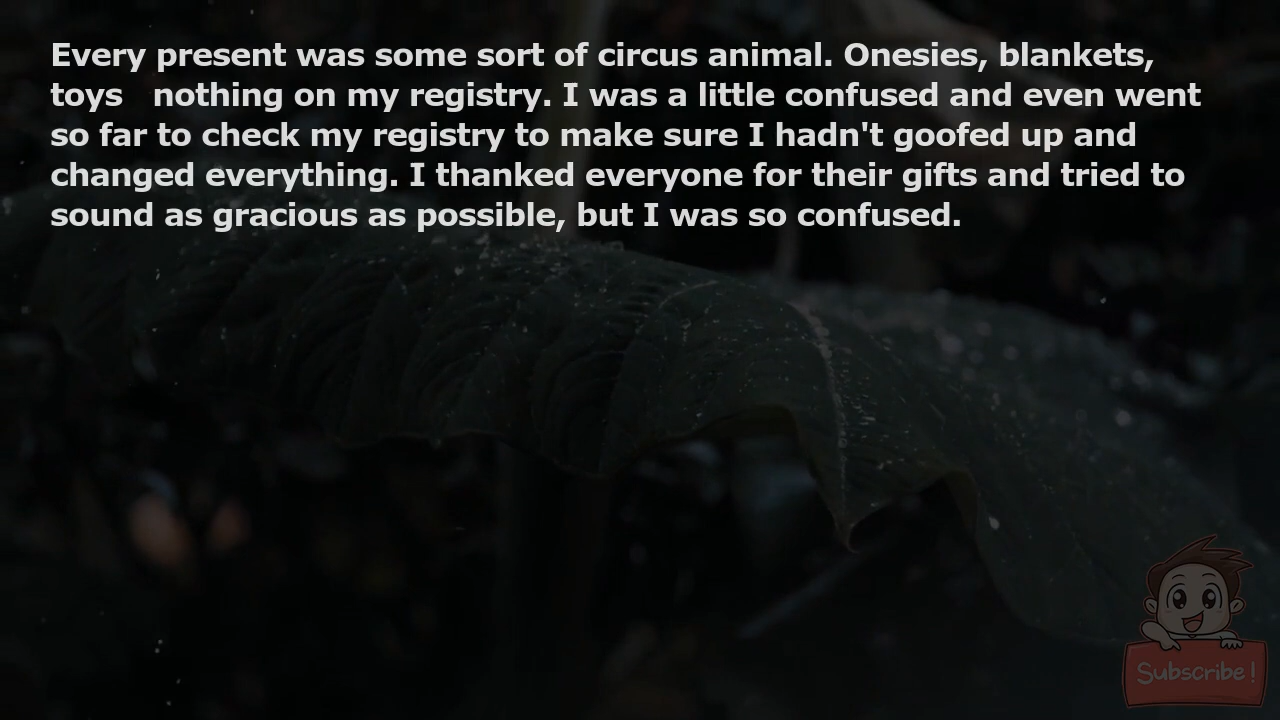 Every present was some sort of circus animal. Onesies, blankets,
toys   nothing on my registry. I was a little confused and even went
so far to check my registry to make sure I hadn't goofed up and
changed everything. I thanked everyone for their gifts and tried to
sound as gracious as possible, but I was so confused.
Subscribe!